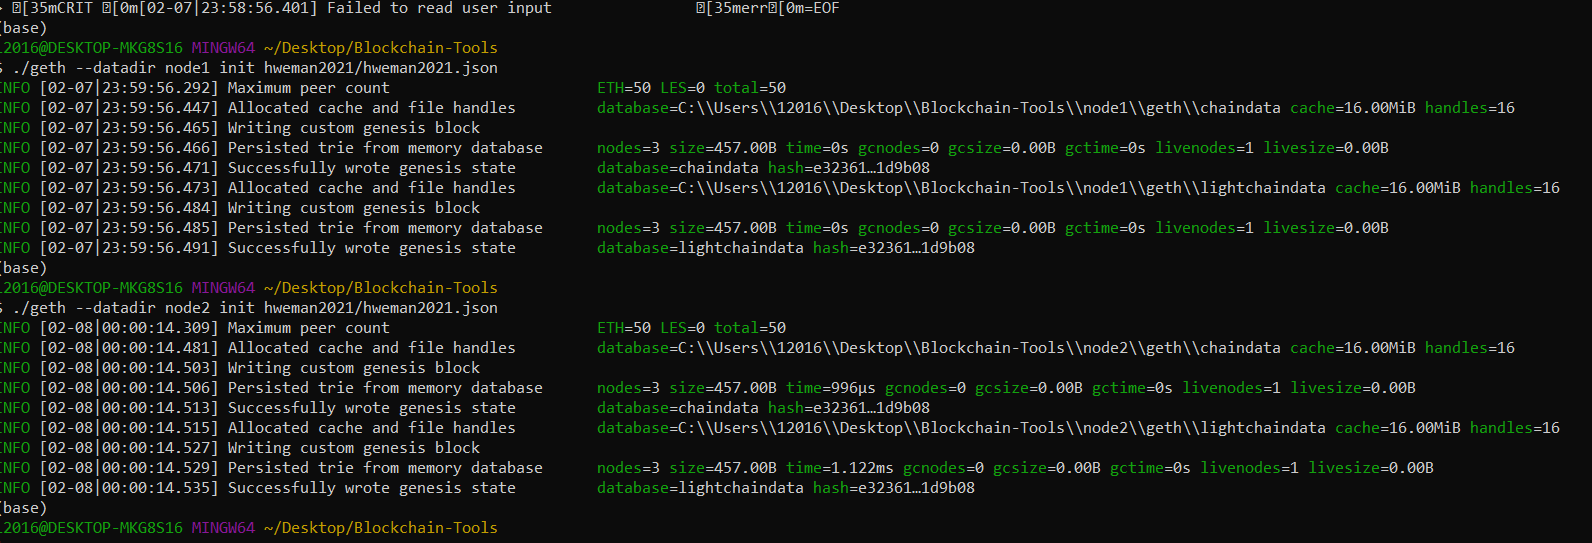 › [35mCRIT [0m[02-07|23:58:56.401] Failed to read user input [35merr[0m=EOF
(base)
12016@DESKTOP-MKG8S16 MINGW64 ~/Desktop/Blockchain-Tools
$ ./geth --datadir node1 init hweman2021/hweman2021.json
INFO [02-07|23:59:56.292] Maximum peer count ETH=50 LES=0 total=50
INFO [02-07|23:59:56.447] Allocated cache and file handles database=C:\\Users\\12016\\Desktop\\Blockchain-Tools\\node1\\geth\\chaindata cache=16.00MiB handles=16
INFO [02-07|23:59:56.465] Writing custom genesis block
INFO [02-07|23:59:56.466] Persisted trie from memory database nodes=3 size=457.00B time=0s gcnodes=0 gcsize=0.00B gctime=0s livenodes=1 livesize=0.00B
INFO [02-07|23:59:56.471] Successfully wrote genesis state database=chaindata hash=e32361…1d9b08
INFO [02-07|23:59:56.473] Allocated cache and file handles database=C:\\Users\\12016\\Desktop\\Blockchain-Tools\\node1\\geth\\lightchaindata cache=16.00MiB handles=16
INFO [02-07|23:59:56.484] Writing custom genesis block
INFO [02-07|23:59:56.485] Persisted trie from memory database nodes=3 size=457.00B time=0s gcnodes=0 gcsize=0.00B gctime=0s livenodes=1 livesize=0.00B
INFO [02-07|23:59:56.491] Successfully wrote genesis state database=lightchaindata hash=e32361…1d9b08
(base)
12016@DESKTOP-MKG8S16 MINGW64 ~/Desktop/Blockchain-Tools
$ ./geth --datadir node2 init hweman2021/hweman2021.json
INFO [02-08|00:00:14.309] Maximum peer count ETH=50 LES=0 total=50
INFO [02-08|00:00:14.481] Allocated cache and file handles database=C:\\Users\\12016\\Desktop\\Blockchain-Tools\\node2\\geth\\chaindata cache=16.00MiB handles=16
INFO [02-08|00:00:14.503] Writing custom genesis block
INFO [02-08|00:00:14.506] Persisted trie from memory database nodes=3 size=457.00B time=996µs gcnodes=0 gcsize=0.00B gctime=0s livenodes=1 livesize=0.00B
INFO [02-08|00:00:14.513] Successfully wrote genesis state database=chaindata hash=e32361…1d9b08
INFO [02-08|00:00:14.515] Allocated cache and file handles database=C:\\Users\\12016\\Desktop\\Blockchain-Tools\\node2\\geth\\lightchaindata cache=16.00MiB handles=16
INFO [02-08|00:00:14.527] Writing custom genesis block
INFO [02-08|00:00:14.529] Persisted trie from memory database nodes=3 size=457.00B time=1.122ms gcnodes=0 gcsize=0.00B gctime=0s livenodes=1 livesize=0.00B
INFO [02-08|00:00:14.535] Successfully wrote genesis state database=lightchaindata hash=e32361…1d9b08
(base)
12016@DESKTOP-MKG8S16 MINGW64 ~/Desktop/Blockchain-Tools